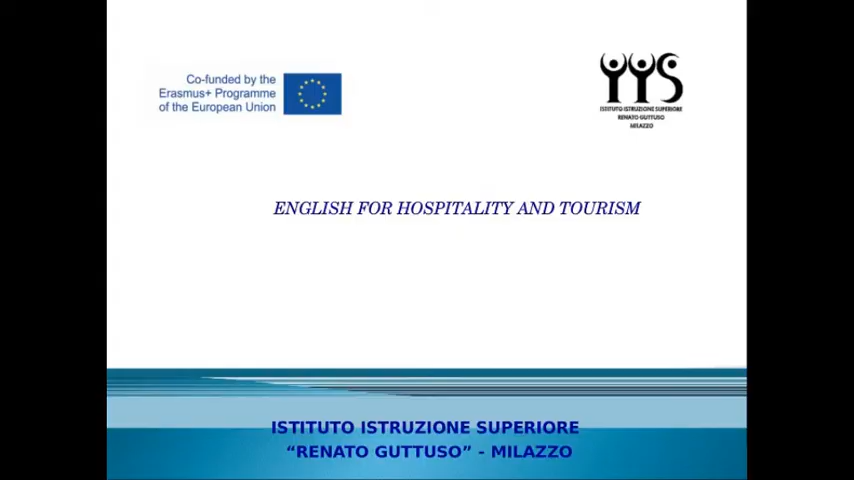 Co-funded by the
Erasmus+ Programme
of the European Union
ISTITUTO ISTRUZIONE SUPERIORE
RENATO GUTTUSO
MILAZZO
ENGLISH FOR HOSPITALITY AND TOURISM
ISTITUTO ISTRUZIONE SUPERIORE
“RENATO GUTTUSO” - MILAZZO